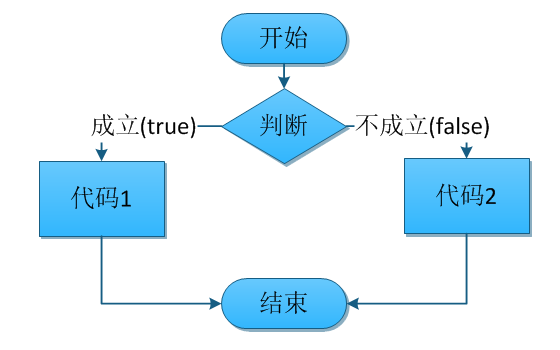 开始
成立(true)
判断
不成立(false)
代码1
代码2
结束